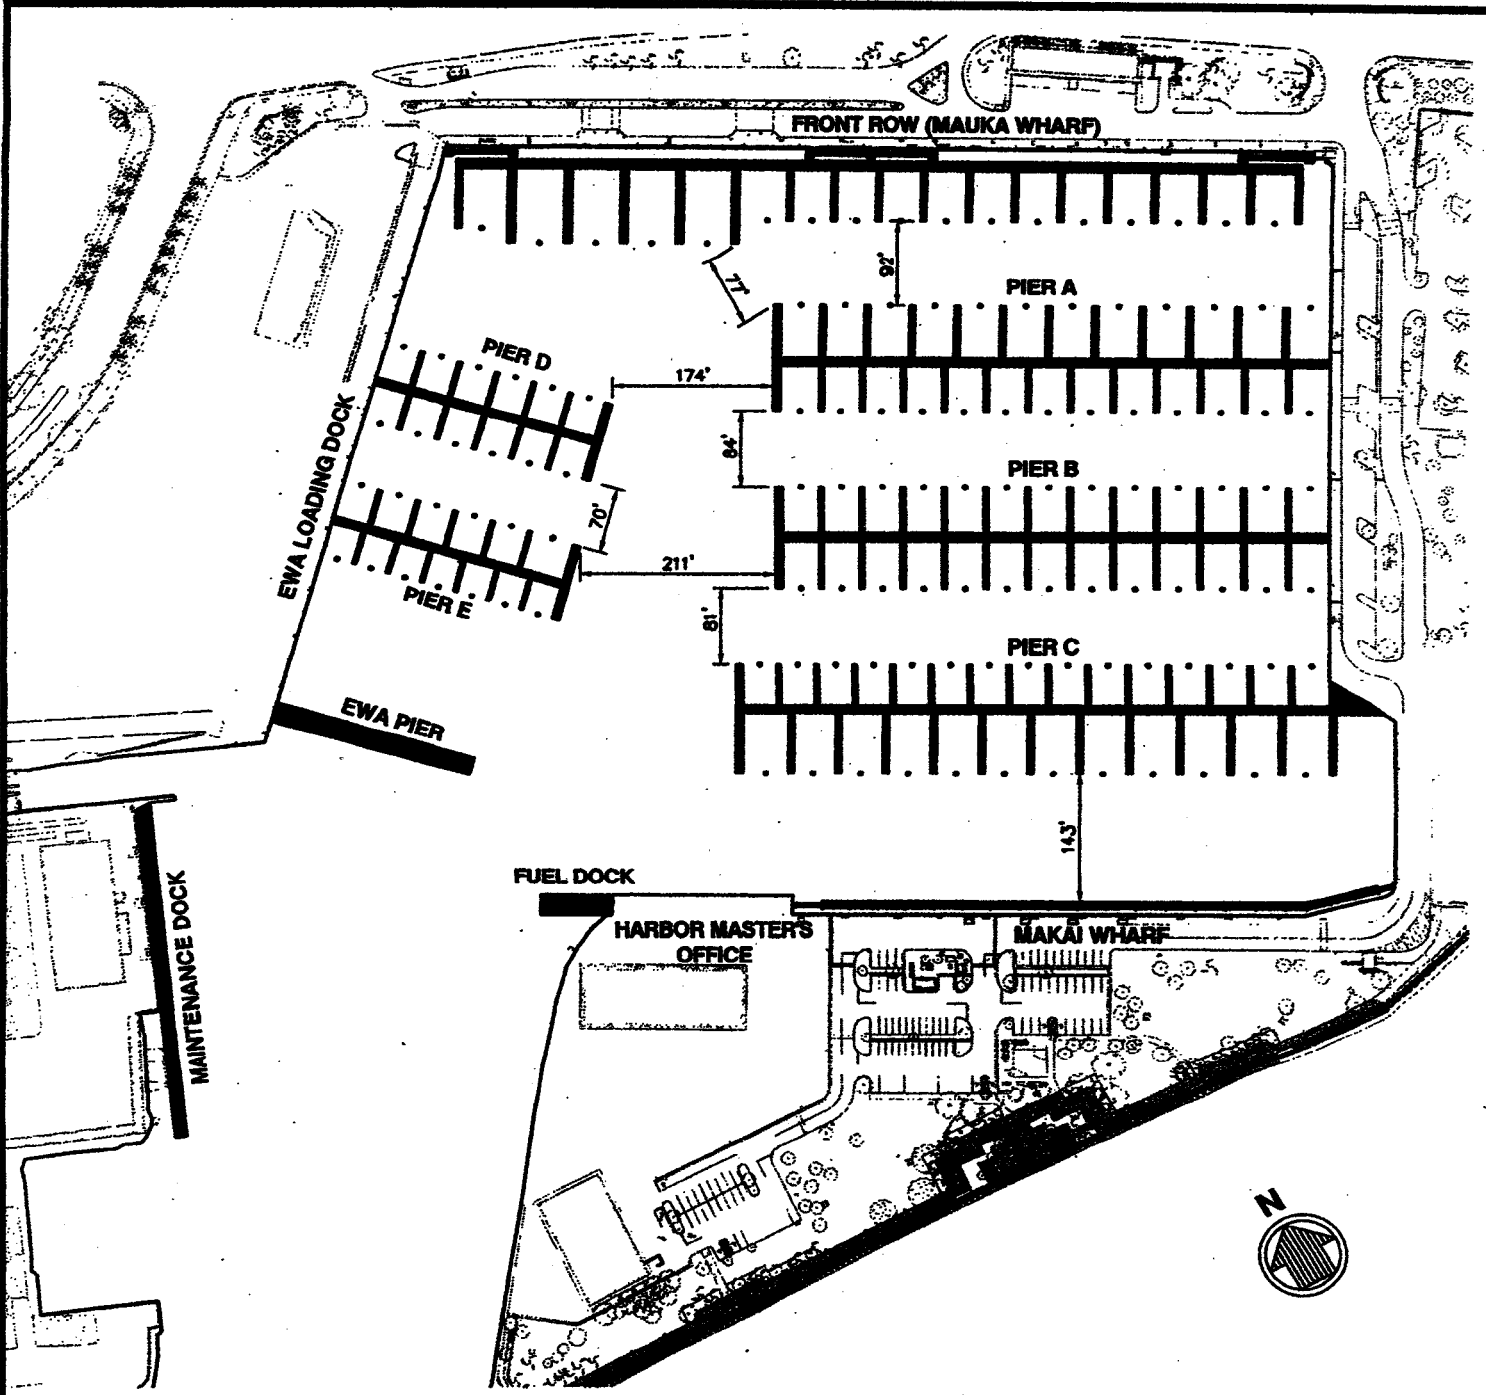 FRONT ROW (MAUKA WHARF)
92'
77'
PIER A
PIER D
174'
EWA LOADING DOCK
84'
PIER B
70'
211'
PIER E
81'
PIER C
EWA PIER
143'
FUEL DOCK
MAINTENANCE DOCK
HARBOR MASTER'S
OFFICE
MAKAI WHARF
N